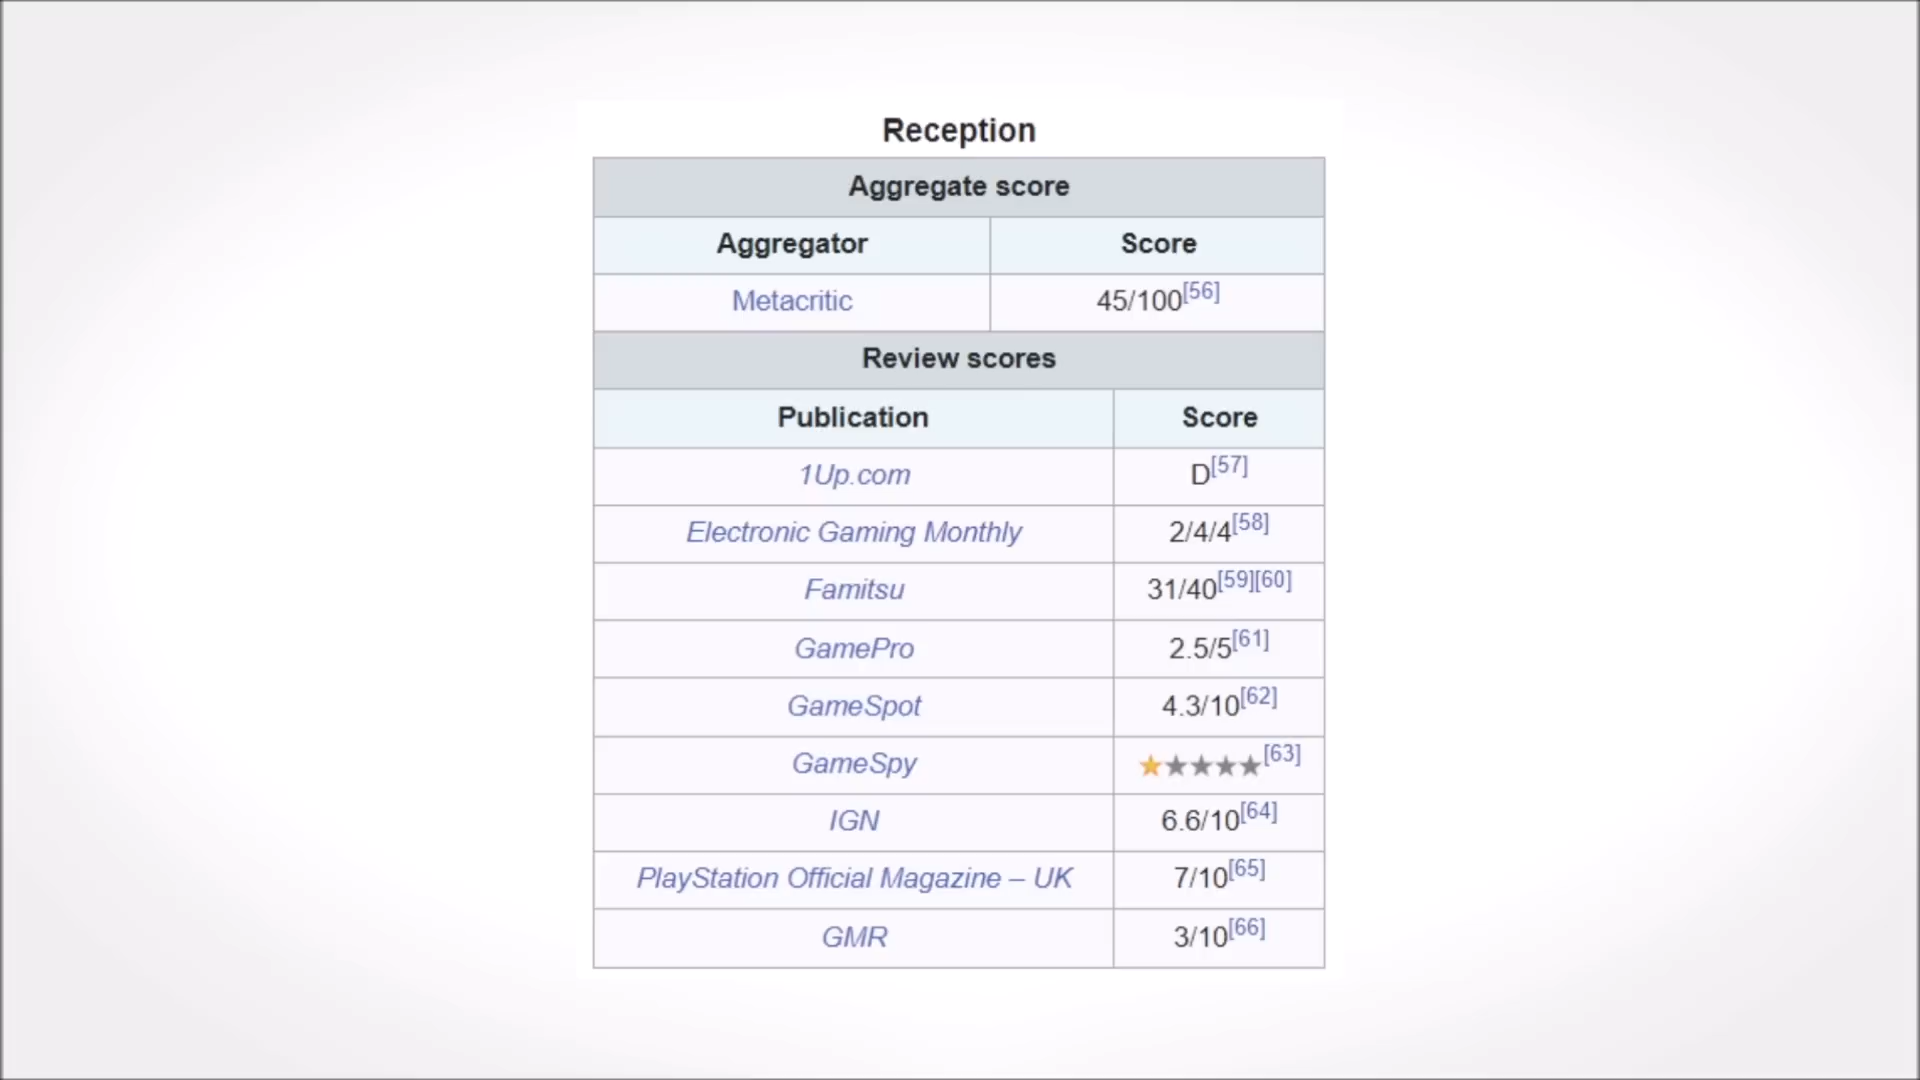 Reception
Aggregate score
Aggregator Score
Metacritic 45/100[56]
Review scores
Publication Score
1Up.com D[57]
Electronic Gaming Monthly 2/4/4[58]
Famitsu 31/40[59][60]
GamePro 2.5/5[61]
GameSpot 4.3/10[62]
GameSpy ★★★★★[63]
IGN 6.6/10[64]
PlayStation Official Magazine – UK 7/10[65]
GMR 3/10[66]